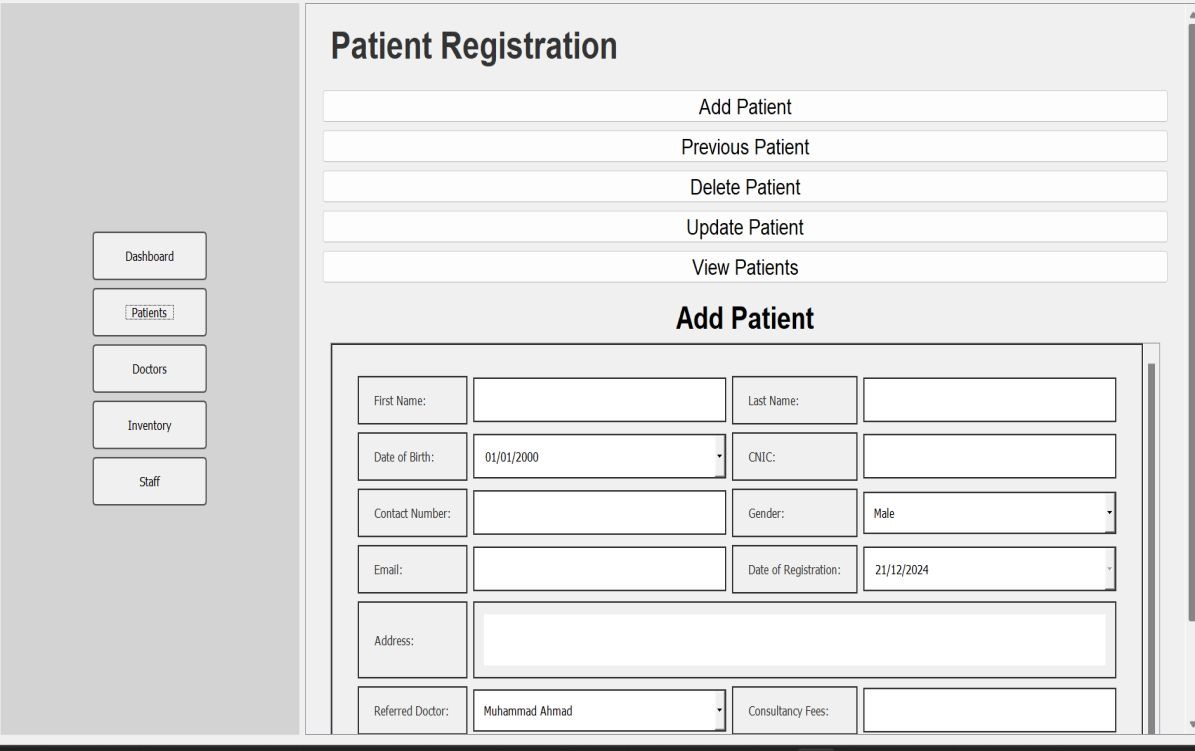 Patient Registration
Add Patient
Previous Patient
Delete Patient
Update Patient
View Patients
Dashboard
Patients
Doctors
Inventory
Staff
Add Patient
First Name:
Last Name:
Date of Birth: 01/01/2000
CNIC:
Contact Number:
Gender: Male
Email:
Date of Registration: 21/12/2024
Address:
Referred Doctor: Muhammad Ahmad
Consultancy Fees: